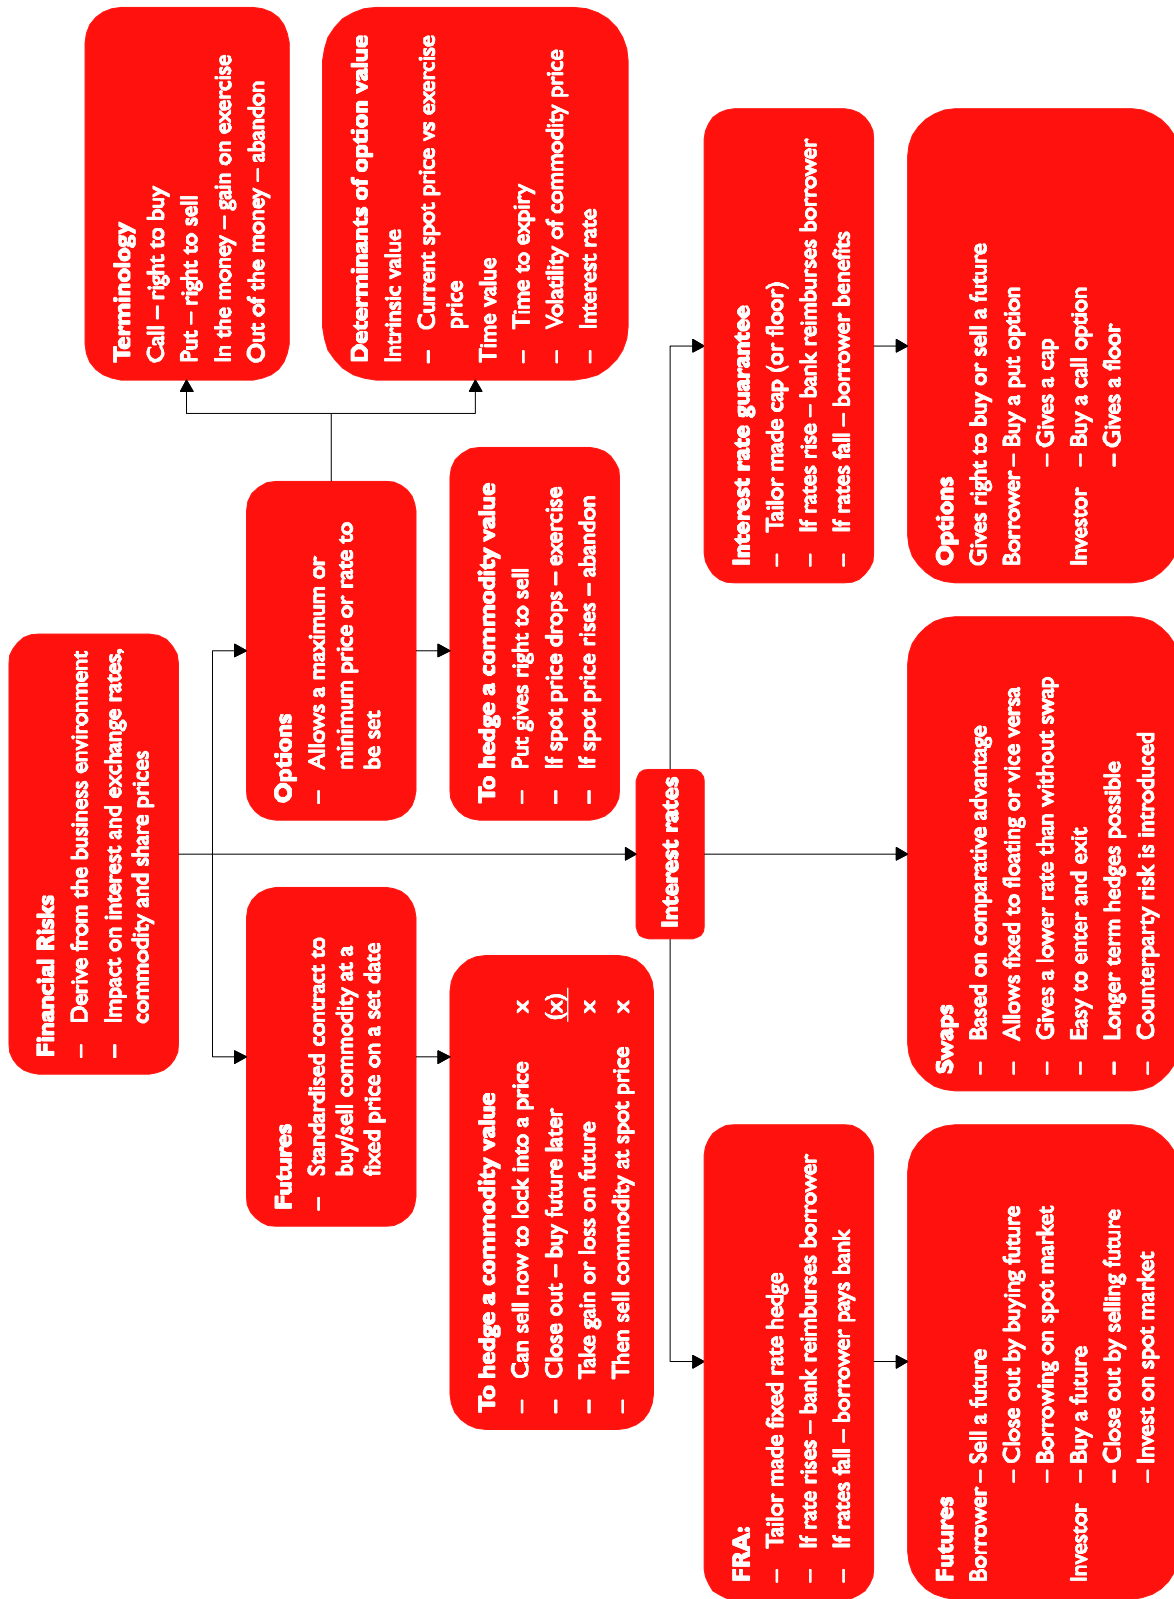 Financial Risks
– Derive from the business environment
– Impact on interest and exchange rates,
commodity and share prices
Futures
– Standardised contract to
buy/sell commodity at a
fixed price on a set date
Options
– Allows a maximum or
minimum price or rate to
be set
Terminology
Call – right to buy
Put – right to sell
In the money – gain on exercise
Out of the money – abandon
To hedge a commodity value
– Can sell now to lock into a price x
– Close out – buy future later (x)
– Take gain or loss on future x
– Then sell commodity at spot price x
To hedge a commodity value
– Put gives right to sell
– If spot price drops – exercise
– If spot price rises – abandon
Determinants of option value
Intrinsic value
– Current spot price vs exercise
price
Time value
– Time to expiry
– Volatility of commodity price
– Interest rate
Interest rates
FRA:
– Tailor made fixed rate hedge
– If rate rises – bank reimburses borrower
– If rates fall – borrower pays bank
Interest rate guarantee
– Tailor made cap (or floor)
– If rates rise – bank reimburses borrower
– If rates fall – borrower benefits
Futures
Borrower – Sell a future
– Close out by buying future
– Borrowing on spot market
Investor – Buy a future
– Close out by selling future
– Invest on spot market
Swaps
– Based on comparative advantage
– Allows fixed to floating or vice versa
– Gives a lower rate than without swap
– Easy to enter and exit
– Longer term hedges possible
– Counterparty risk is introduced
Options
Gives right to buy or sell a future
Borrower – Buy a put option
– Gives a cap
Investor – Buy a call option
– Gives a floor